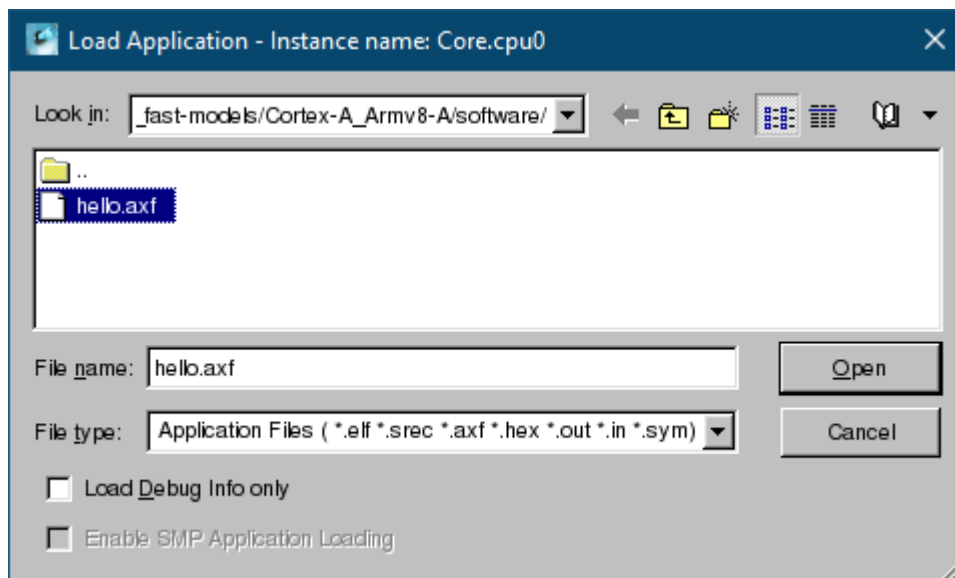 Load Application - Instance name: Core.cpu0
Look in: _fast-models/Cortex-A_Armv8-A/software/
..
hello.axf
File name: hello.axf
Open
File type: Application Files ( *.elf *.srec *.axf *.hex *.out *.in *.sym)
Cancel
Load Debug Info only
Enable SMP Application Loading